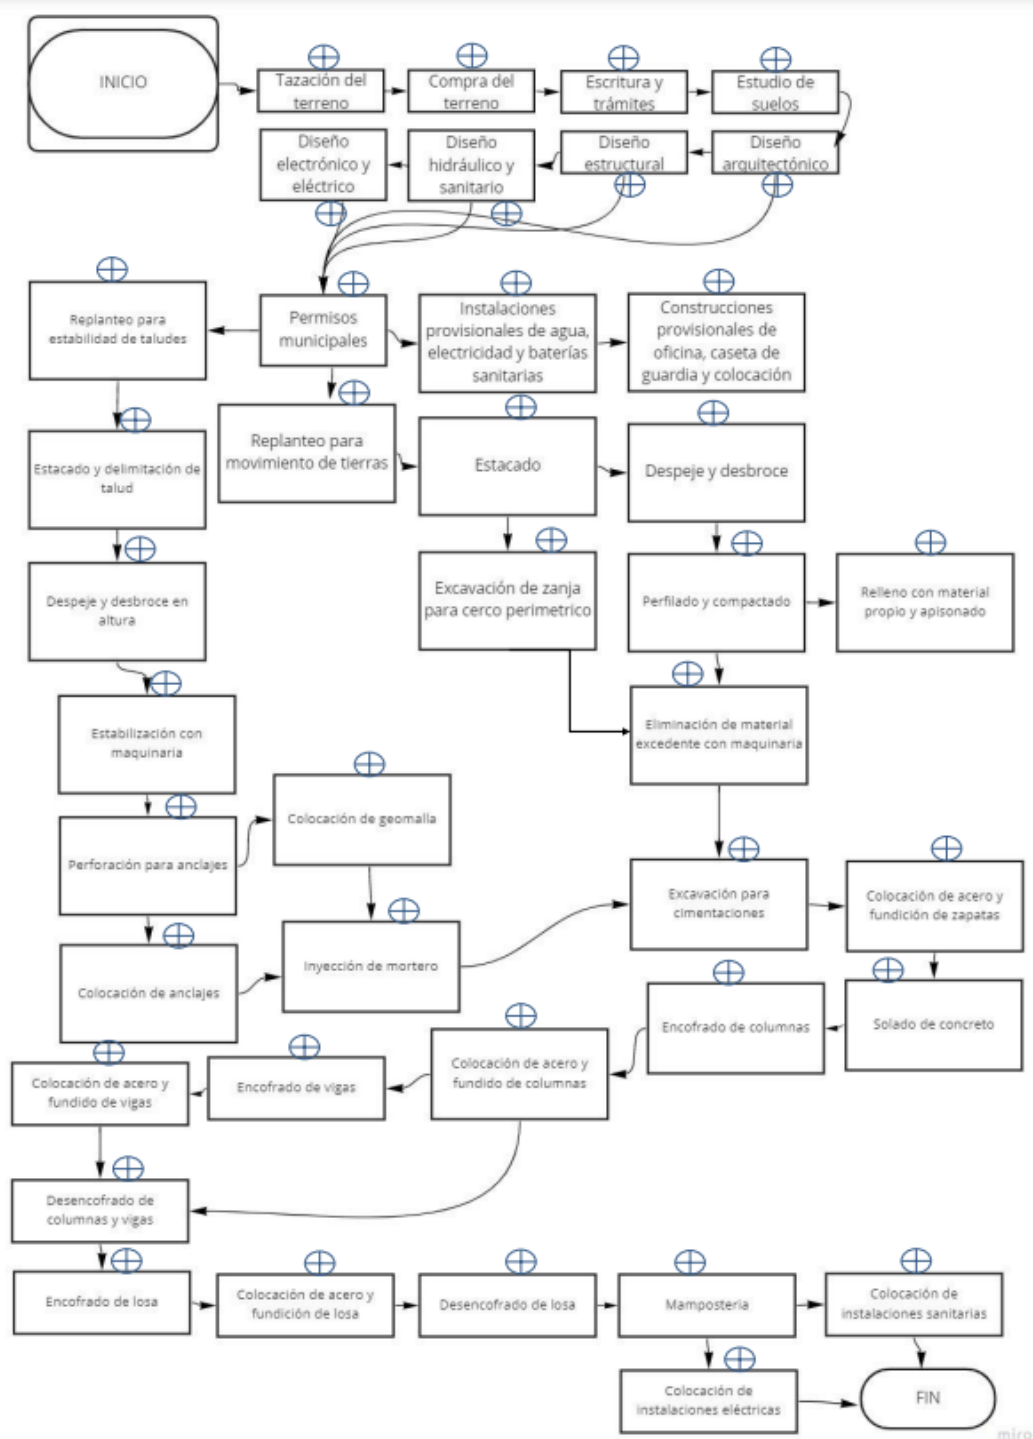 INICIO
Tazación del
terreno
Compra del
terreno
Escritura y
trámites
Estudio de
suelos
Diseño
electrónico y
eléctrico
Diseño
hidráulico y
sanitario
Diseño
estructural
Diseño
arquitectónico
Replanteo para
estabilidad de taludes
Permisos
municipales
Instalaciones
provisionales de agua,
electricidad y baterías
sanitarias
Construcciones
provisionales de
oficina, caseta de
guardia y colocación
Estacado y delimitación de
talud
Replanteo para
movimiento de tierras
Estacado
Despeje y desbroce
Despeje y desbroce en
altura
Excavación de zanja
para cerco perimetrico
Perfilado y compactado
Relleno con material
propio y apisonado
Estabilización con
maquinaria
Eliminación de material
excedente con maquinaria
Perforación para anclajes
Colocación de geomalla
Excavación para
cimentaciones
Colocación de acero y
fundición de zapatas
Colocación de anclajes
Inyección de mortero
Encofrado de columnas
Solado de concreto
Colocación de acero y
fundido de vigas
Encofrado de vigas
Colocación de acero y
fundido de columnas
Desencofrado de
columnas y vigas
Encofrado de losa
Colocación de acero y
fundición de losa
Desencofrado de losa
Mamposteria
Colocación de
instalaciones sanitarias
Colocación de
instalaciones eléctricas
FIN
miro